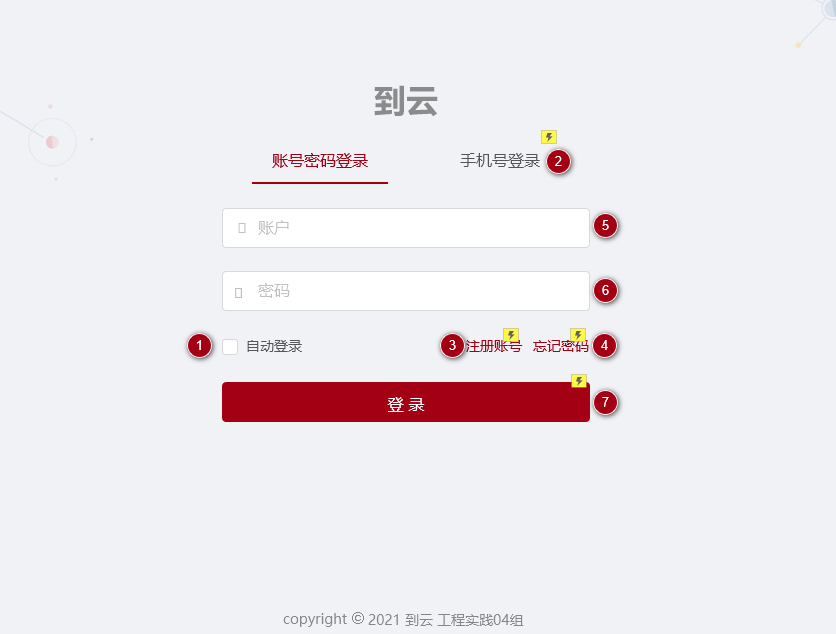 到云
账号密码登录 手机号登录 2
账户 5
密码 6
1 自动登录 3 注册账号 忘记密码 4
登 录 7
copyright © 2021 到云 工程实践04组